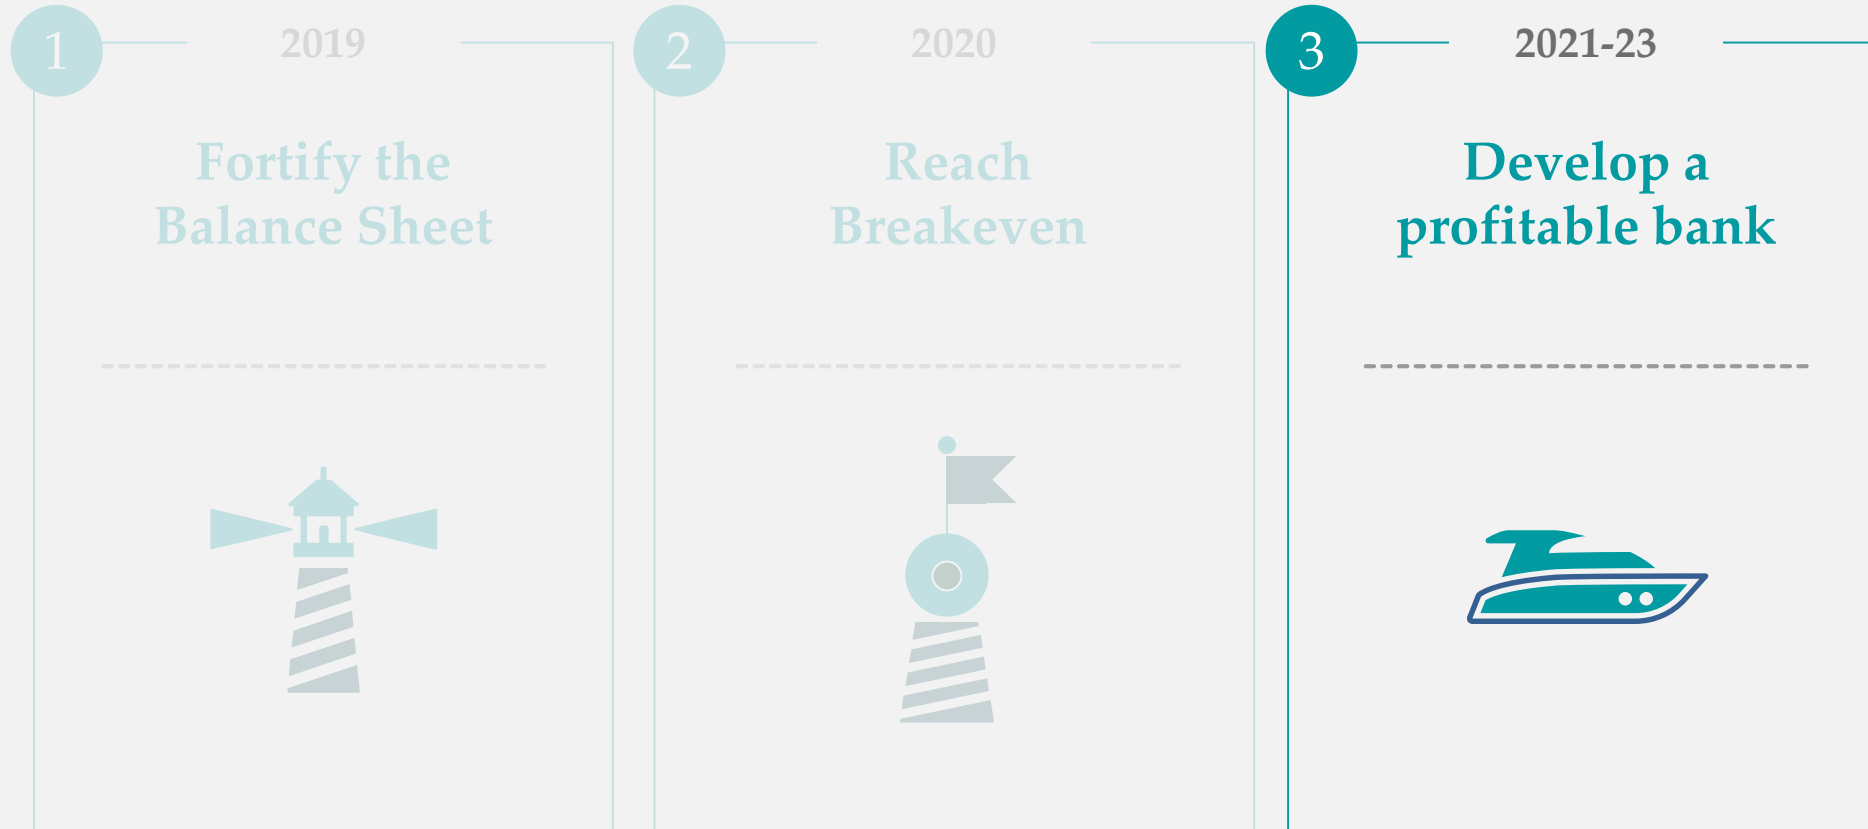 1
2019
Fortify the
Balance Sheet
2
2020
Reach
Breakeven
3
2021-23
Develop a
profitable bank